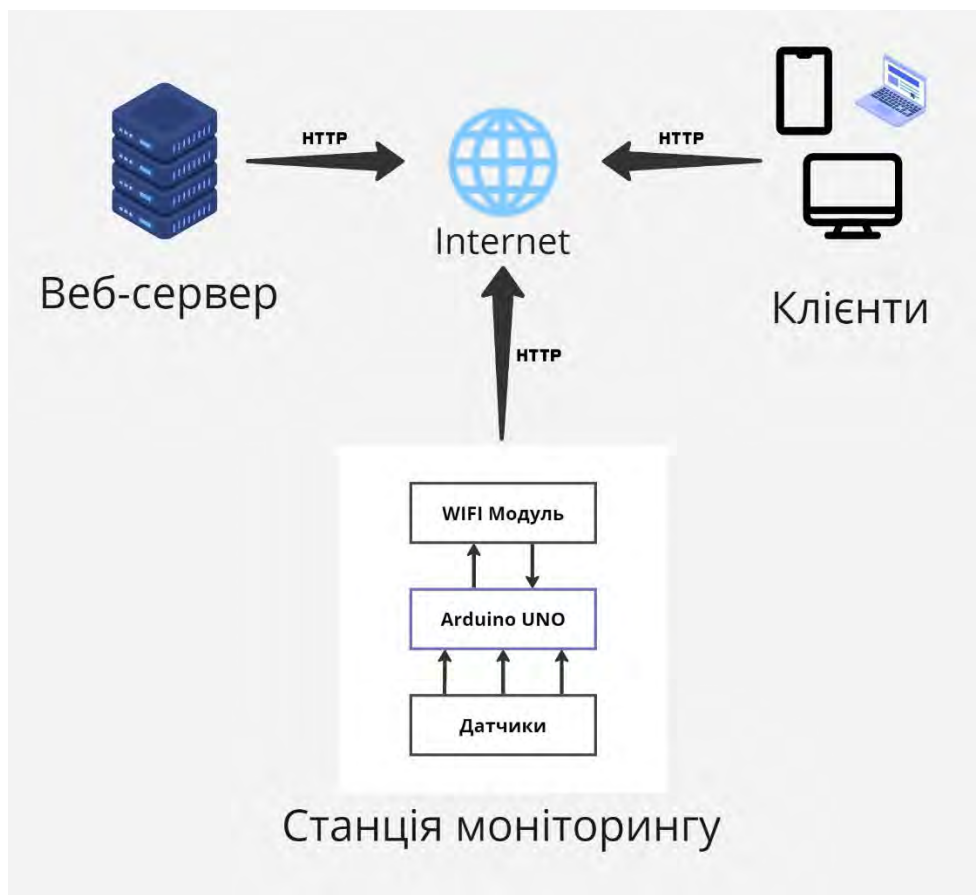 HTTP
HTTP
Internet
Веб-сервер
Клієнти
HTTP
WIFI Модуль
Arduino UNO
Датчики
Станція моніторингу